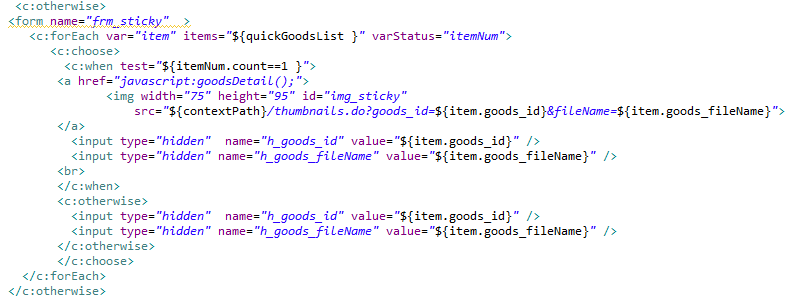 <c:otherwise>
<form name="frm_sticky"  >
<c:forEach var="item" items="${quickGoodsList }" varStatus="itemNum">
<c:choose>
<c:when test="${itemNum.count==1 }">
<a href="javascript:goodsDetail();">
<img width="75" height="95" id="img_sticky"
src="${contextPath}/thumbnails.do?goods_id=${item.goods_id}&fileName=${item.goods_fileName}">
</a>
<input type="hidden"  name="h_goods_id" value="${item.goods_id}" />
<input type="hidden" name="h_goods_fileName" value="${item.goods_fileName}" />
<br>
</c:when>
<c:otherwise>
<input type="hidden"  name="h_goods_id" value="${item.goods_id}" />
<input type="hidden" name="h_goods_fileName" value="${item.goods_fileName}" />
</c:otherwise>
</c:choose>
</c:forEach>
</c:otherwise>